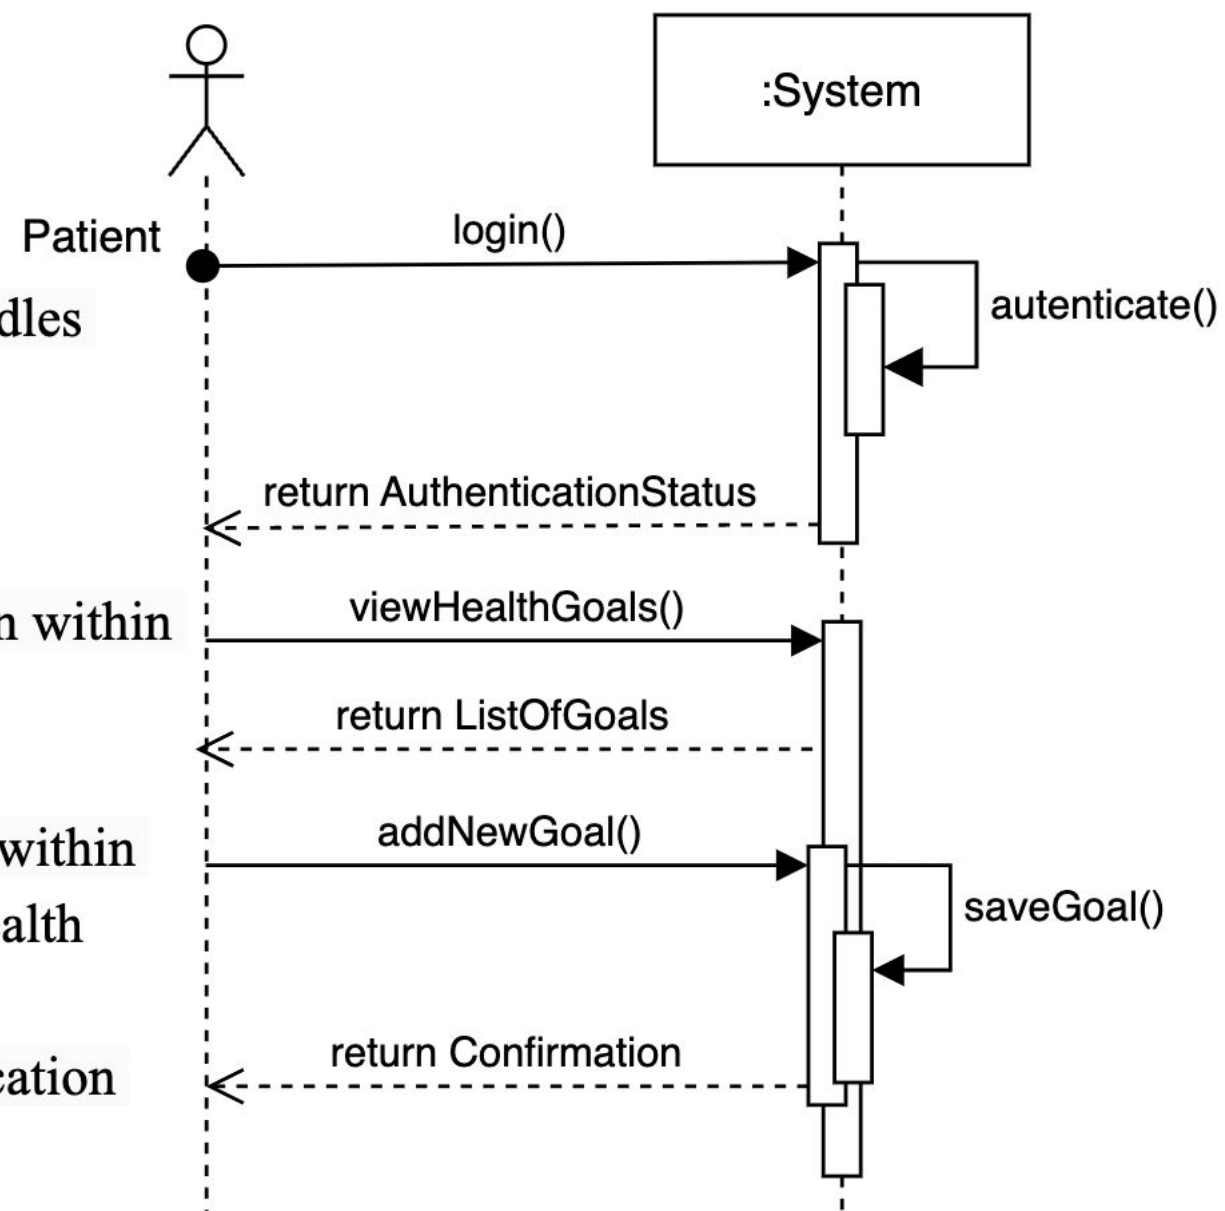 :System
login()
Patient
autenticate()
dles
return AuthenticationStatus
viewHealthGoals()
n within
return ListOfGoals
addNewGoal()
within
saveGoal()
alth
return Confirmation
cation